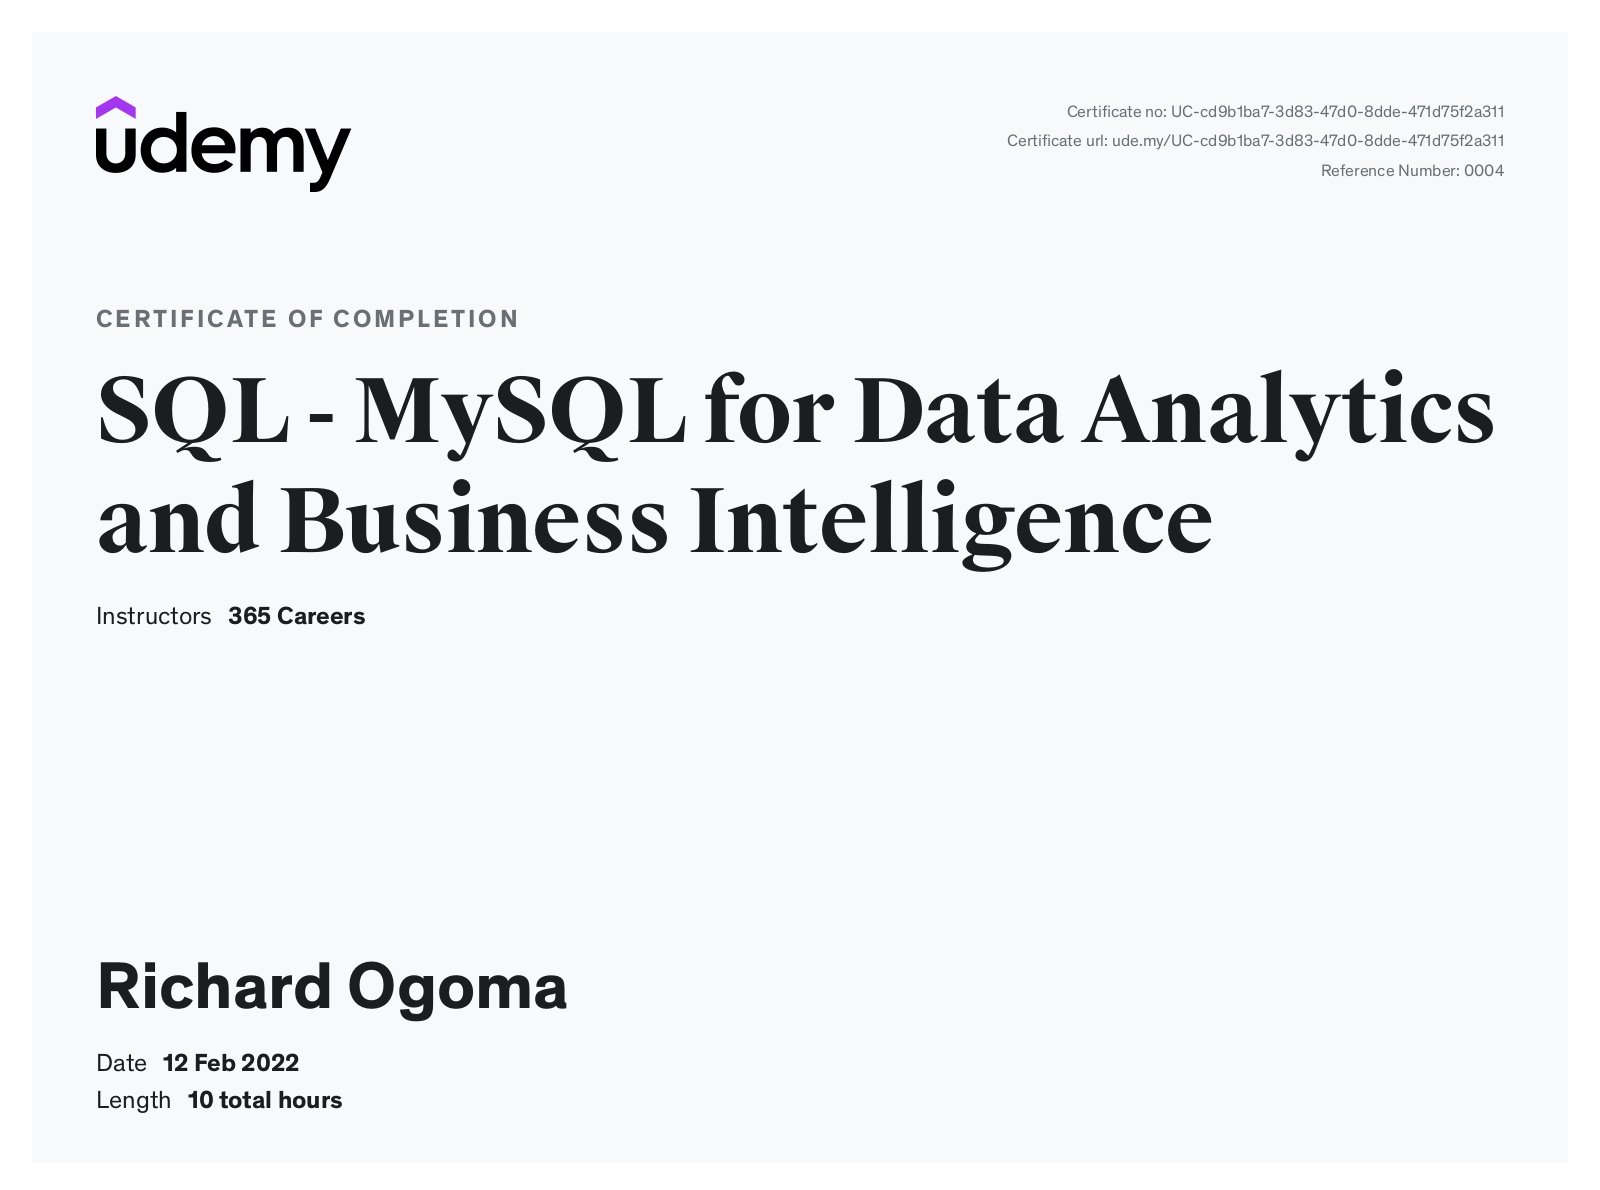 udemy
Certificate no: UC-cd9b1ba7-3d83-47d0-8dde-471d75f2a311
Certificate url: ude.my/UC-cd9b1ba7-3d83-47d0-8dde-471d75f2a311
Reference Number: 0004
CERTIFICATE OF COMPLETION
SQL - MySQL for Data Analytics
and Business Intelligence
Instructors 365 Careers
Richard Ogoma
Date 12 Feb 2022
Length 10 total hours